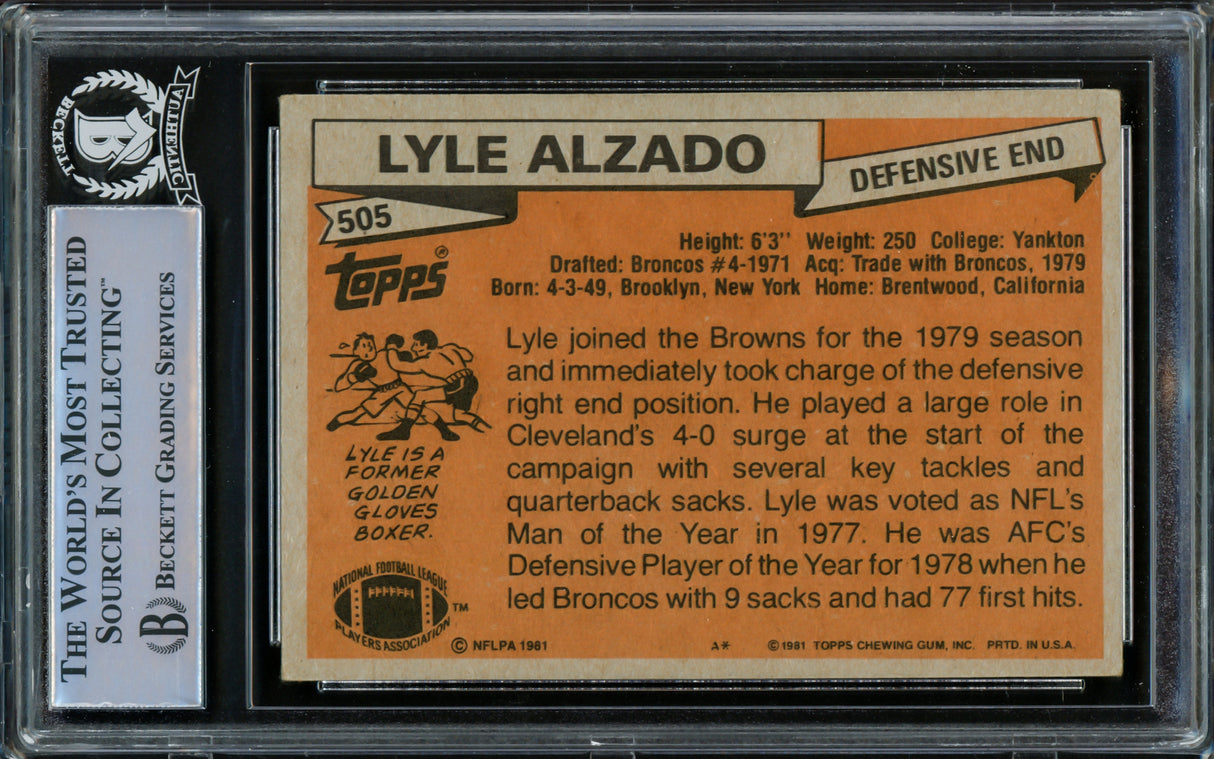 BECKETT
AUTHENTIC
B
THE WORLD'S MOST TRUSTED
SOURCE IN COLLECTING™
B BECKETT GRADING SERVICES
LYLE ALZADO
DEFENSIVE END
505
topps®
Height: 6'3'' Weight: 250 College: Yankton
Drafted: Broncos #4-1971 Acq: Trade with Broncos, 1979
Born: 4-3-49, Brooklyn, New York Home: Brentwood, California
LYLE IS A
FORMER
GOLDEN
GLOVES
BOXER.
Lyle joined the Browns for the 1979 season
and immediately took charge of the defensive
right end position. He played a large role in
Cleveland's 4-0 surge at the start of the
campaign with several key tackles and
quarterback sacks. Lyle was voted as NFL's
Man of the Year in 1977. He was AFC's
Defensive Player of the Year for 1978 when he
led Broncos with 9 sacks and had 77 first hits.
NATIONAL FOOTBALL LEAGUE
PLAYERS ASSOCIATION
™
© NFLPA 1981
A*
© 1981 TOPPS CHEWING GUM, INC. PRTD. IN U.S.A.